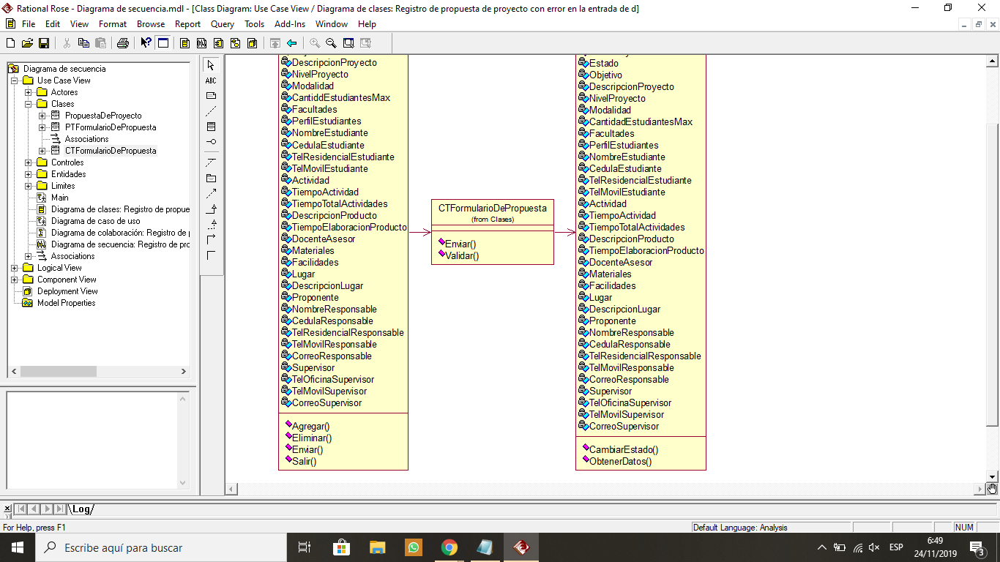 Rational Rose - Diagrama de secuencia.mdl - [Class Diagram: Use Case View / Diagrama de clases: Registro de propuesta de proyecto con error en la entrada de d]
File Edit View Format Browse Report Query Tools Add-Ins Window Help
Diagrama de secuencia
Use Case View
Actores
Clases
PropuestaDeProyecto
PTFormularioDePropuesta
Associations
CTFormularioDePropuesta
Controles
Entidades
Limites
Main
Diagrama de clases: Registro de propue
Diagrama de caso de uso
Diagrama de colaboración: Registro de
Diagrama de secuencia: Registro de pro
Associations
Logical View
Component View
Deployment View
Model Properties
ABC
DescripcionProyecto
NivelProyecto
Modalidad
CantiddEstudiantesMax
Facultades
PerfilEstudiantes
NombreEstudiante
CedulaEstudiante
TelResidencialEstudiante
TelMovilEstudiante
Actividad
TiempoActividad
TiempoTotalActividades
DescripcionProducto
TiempoElaboracionProducto
DocenteAsesor
Materiales
Facilidades
Lugar
DescripcionLugar
Proponente
NombreResponsable
CedulaResponsable
TelResidencialResponsable
TelMovilResponsable
CorreoResponsable
Supervisor
TelOficinaSupervisor
TelMovilSupervisor
CorreoSupervisor
Agregar()
Eliminar()
Enviar()
Salir()
CTFormularioDePropuesta
(from Clases)
Enviar()
Validar()
Estado
Objetivo
DescripcionProyecto
NivelProyecto
Modalidad
CantidadEstudiantesMax
Facultades
PerfilEstudiantes
NombreEstudiante
CedulaEstudiante
TelResidencialEstudiante
TelMovilEstudiante
Actividad
TiempoActividad
TiempoTotalActividades
DescripcionProducto
TiempoElaboracionProducto
DocenteAsesor
Materiales
Facilidades
Lugar
DescripcionLugar
Proponente
NombreResponsable
CedulaResponsable
TelResidencialResponsable
TelMovilResponsable
CorreoResponsable
Supervisor
TelOficinaSupervisor
TelMovilSupervisor
CorreoSupervisor
CambiarEstado()
ObtenerDatos()
\Log/
For Help, press F1
Default Language: Analysis
NUM
Escribe aquí para buscar
ESP
6:49
24/11/2019
3